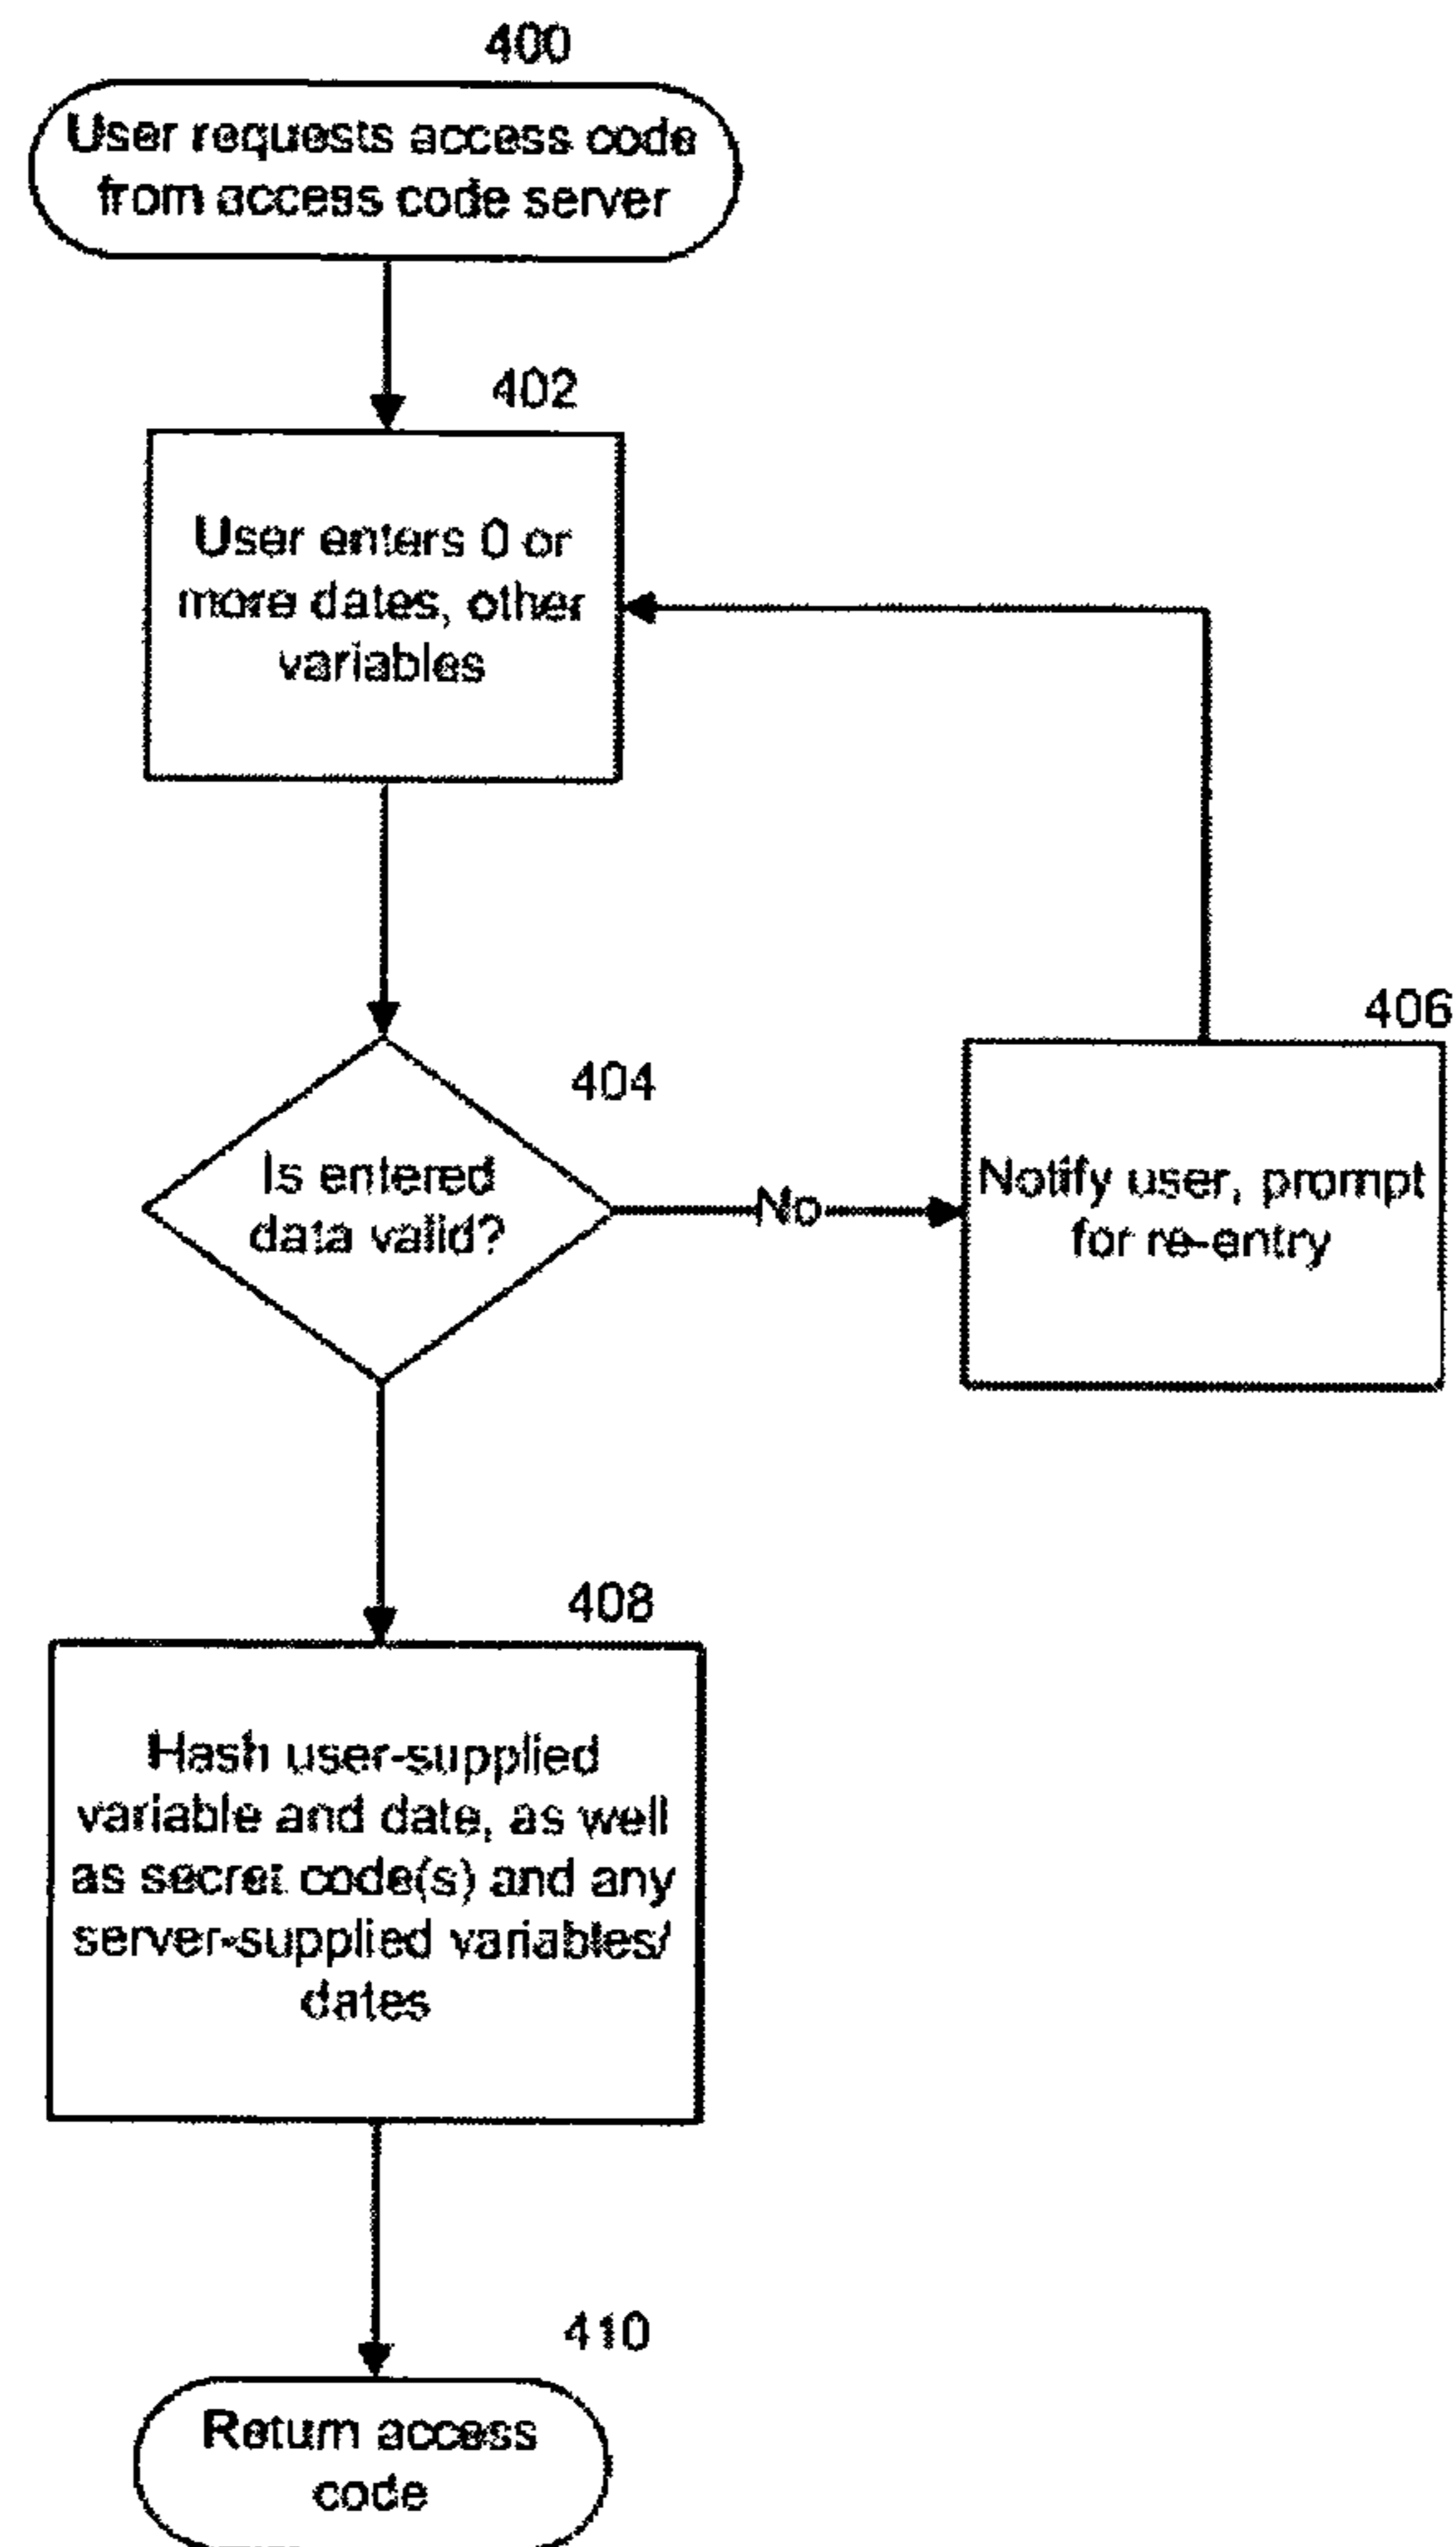 400
User requests access code
from access code server
402
User enters 0 or
more dates, other
variables
404
Is entered
data valid?
No
406
Notify user, prompt
for re-entry
408
Hash user-supplied
variable and date, as well
as secret code(s) and any
server-supplied variables/
dates
410
Return access
code